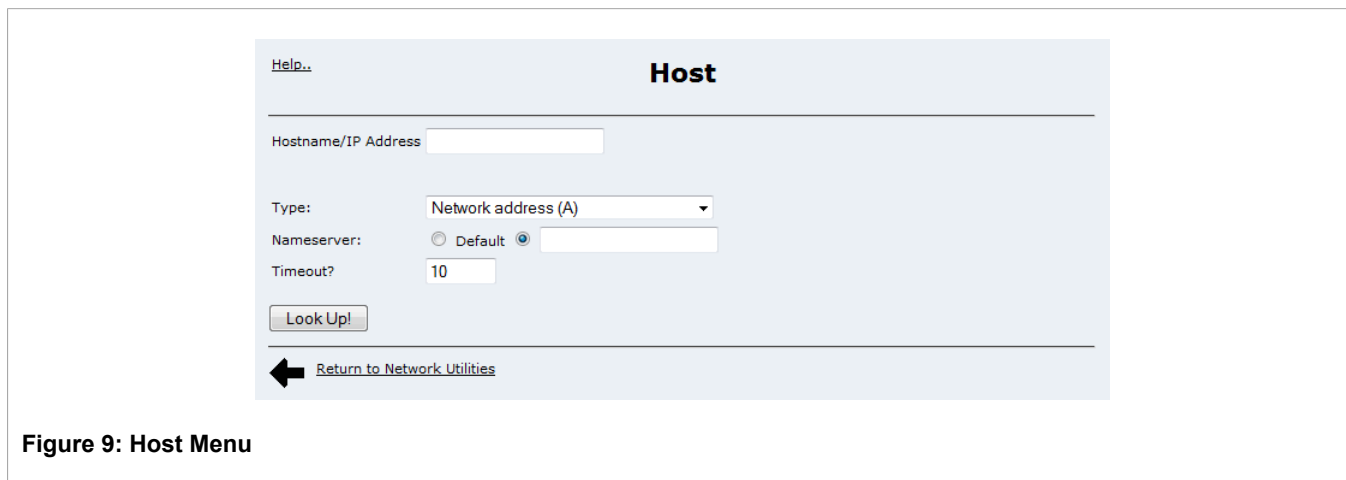 Help..
Host
Hostname/IP Address
Type: Network address (A)
Nameserver: Default
Timeout? 10
Look Up!
Return to Network Utilities
Figure 9: Host Menu